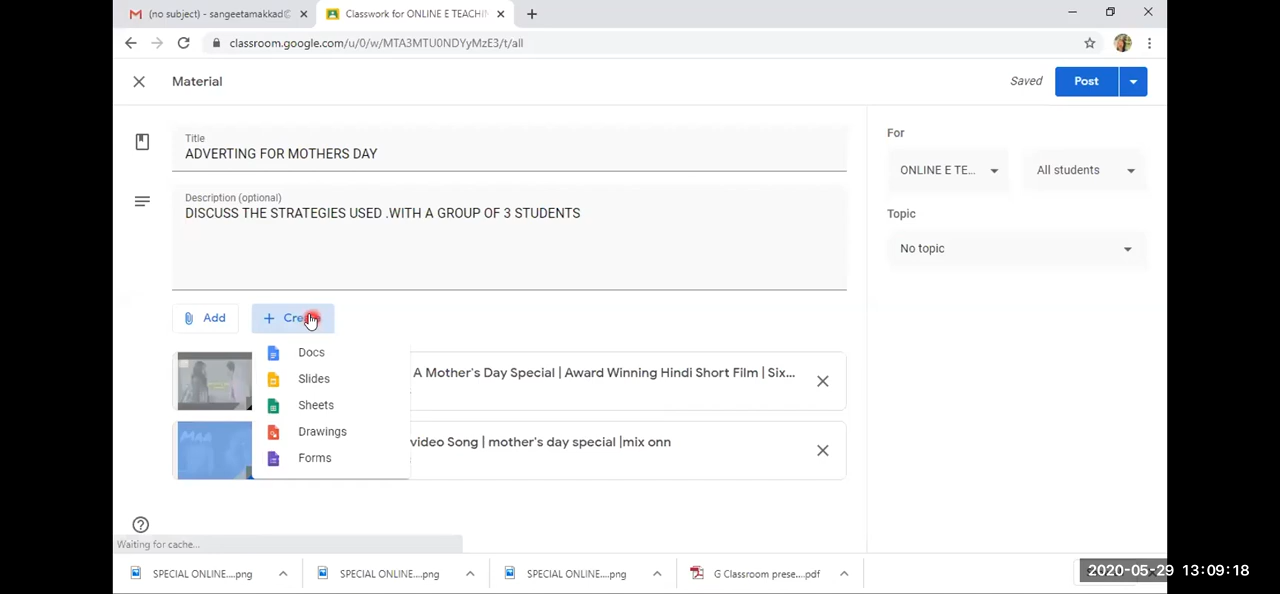 (no subject) - sangeetamakkad@
Classwork for ONLINE E TEACHIN
classroom.google.com/u/0/w/MTA3MTU0NDYyMzE3/t/all
Material
Saved
Post
Title
ADVERTING FOR MOTHERS DAY
Description (optional)
DISCUSS THE STRATEGIES USED .WITH A GROUP OF 3 STUDENTS
For
ONLINE E TE...
All students
Topic
No topic
Add
Docs
Slides
Sheets
Drawings
Forms
A Mother's Day Special | Award Winning Hindi Short Film | Six...
video Song | mother's day special |mix onn
Waiting for cache...
SPECIAL ONLINE....png
SPECIAL ONLINE....png
SPECIAL ONLINE....png
G Classroom prese....pdf
2020-05-29 13:09:18